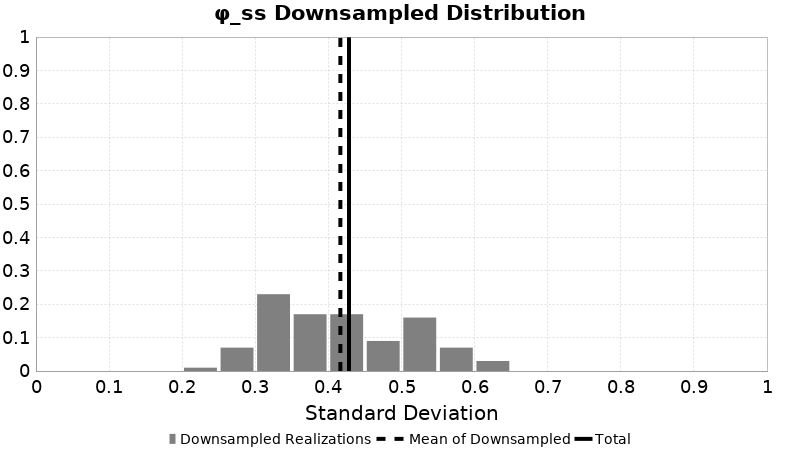 φ_ss Downsampled Distribution
1
0.9
0.8
0.7
0.6
0.5
0.4
0.3
0.2
0.1
0
0 0.1 0.2 0.3 0.4 0.5 0.6 0.7 0.8 0.9 1
Standard Deviation
Downsampled Realizations Mean of Downsampled Total